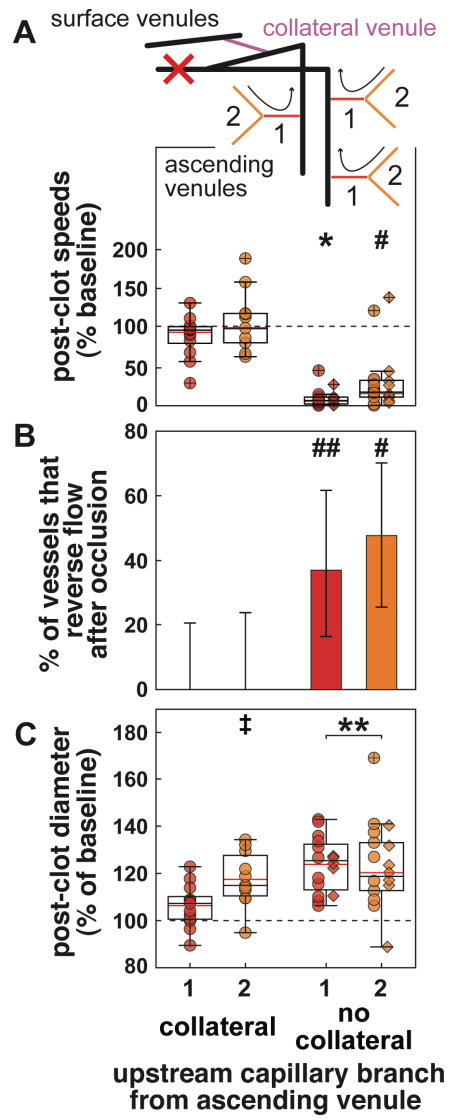 A
surface venules
collateral venule
2
1
2
1
ascending
venules
2
1
post-clot speeds
(% baseline)
200
150
100
50
0
*
#
B
% of vessels that
reverse flow
after occlusion
80
60
40
20
0
##
#
C
post-clot diameter
(% of baseline)
180
160
140
120
100
80
‡
**
1
2
1
2
collateral
no
collateral
upstream capillary branch
from ascending venule